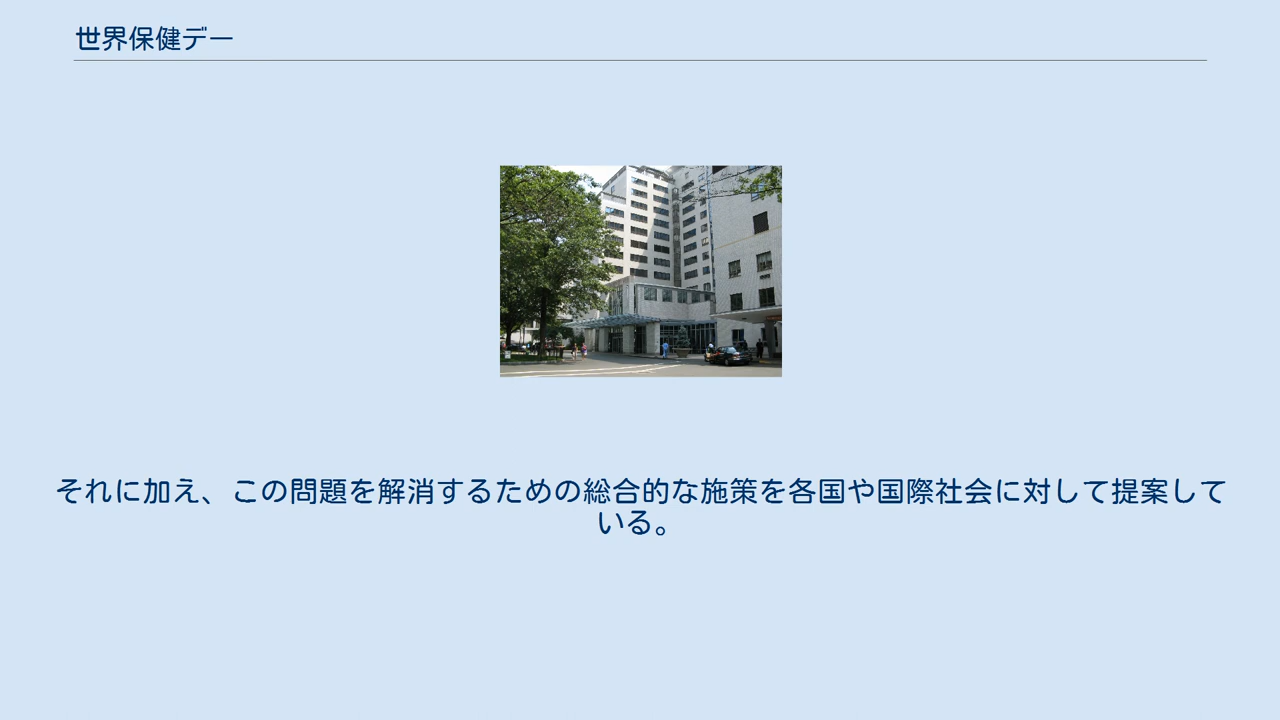 世界保健デー
それに加え、この問題を解消するための総合的な施策を各国や国際社会に対して提案して
いる。